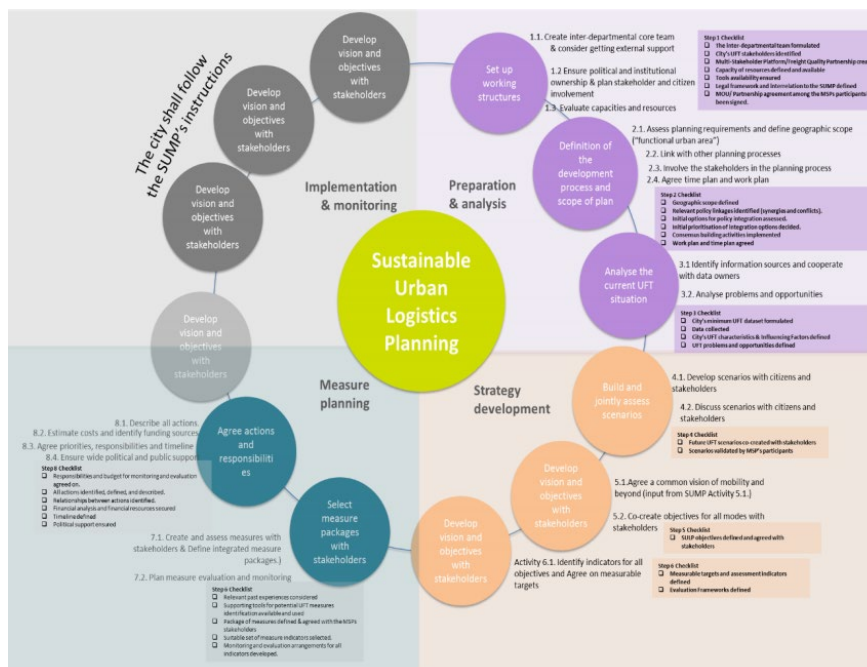 Sustainable
Urban
Logistics
Planning
Implementation
& monitoring
Preparation
& analysis
Measure
planning
Strategy
development
Set up
working
structures
1.1. Create inter-departmental core team
& consider getting external support
1.2 Ensure political and institutional
ownership & plan stakeholder and citizen
involvement
1.3. Evaluate capacities and resources
Step 1 Checklist
The inter-departmental team formulated
City's UFT stakeholders identified
Multi-Stakeholder Platform/Freight Quality Partnership crea
Capacity of resources defined and available
Tools availability ensured
Legal framework and interrelation to the SUMP defined
MOU/ Partnership agreement among the MSPs participants
been signed.
Definition of
the
development
process and
scope of plan
2.1. Assess planning requirements and define geographic scope
("functional urban area")
2.2. Link with other planning processes
2.3. Involve the stakeholders in the planning process
2.4. Agree time plan and work plan
Step 2 Checklist
Geographic scope defined
Relevant policy linkages identified (synergies and conflicts).
Initial options for policy integration assessed.
Initial prioritisation of integration options decided.
Consensus building activities implemented
Work plan and time plan agreed
Analyse the
current UFT
situation
3.1 Identify information sources and cooperate
with data owners
3.2. Analyse problems and opportunities
Step 3 Checklist
City's minimum UFT dataset formulated
Data collected
City's UFT characteristics & Influencing Factors defined
UFT problems and opportunities defined
Build and
jointly assess
scenarios
4.1. Develop scenarios with citizens and
stakeholders
4.2. Discuss scenarios with citizens and
stakeholders
Step 4 Checklist
Future UFT scenarios co-created with stakeholders
Scenarios validated by MSP's participants
Develop
vision and
objectives
with
stakeholders
5.1.Agree a common vision of mobility and
beyond (input from SUMP Activity 5.1.)
5.2. Co-create objectives for all modes with
stakeholders
Step 5 Checklist
SULP objectives defined and agreed with
stakeholders
Develop
vision and
objectives
with
stakeholders
Activity 6.1. Identify indicators for all
objectives and Agree on measurable
targets
Step 6 Checklist
Measurable targets and assessment indicators
defined
Evaluation Frameworks defined
Select
measure
packages
with
stakeholders
7.1. Create and assess measures with
stakeholders & Define integrated measure
packages.)
7.2. Plan measure evaluation and monitoring
Step 6 Checklist
Relevant past experiences considered
Supporting tools for potential UFT measures
identification available and used
Package of measures defined & agreed with the MSPs
stakeholders
Suitable set of measure indicators selected.
Monitoring and evaluation arrangements for all
indicators developed.
Agree actions
and
responsibiliti
es
8.1. Describe all actions.
8.2. Estimate costs and identify funding sources
8.3. Agree priorities, responsibilities and timeline
8.4. Ensure wide political and public support
Step 8 Checklist
Responsibilities and budget for monitoring and evaluation
agreed on.
All actions identified, defined, and described.
Relationships between actions identified.
Financial analysis and financial resources secured
Timeline defined
Political support ensured
Develop
vision and
objectives
with
stakeholders
Develop
vision and
objectives
with
stakeholders
Develop
vision and
objectives
with
stakeholders
Develop
vision and
objectives
with
stakeholders
The city shall follow
the SUMP's instructions